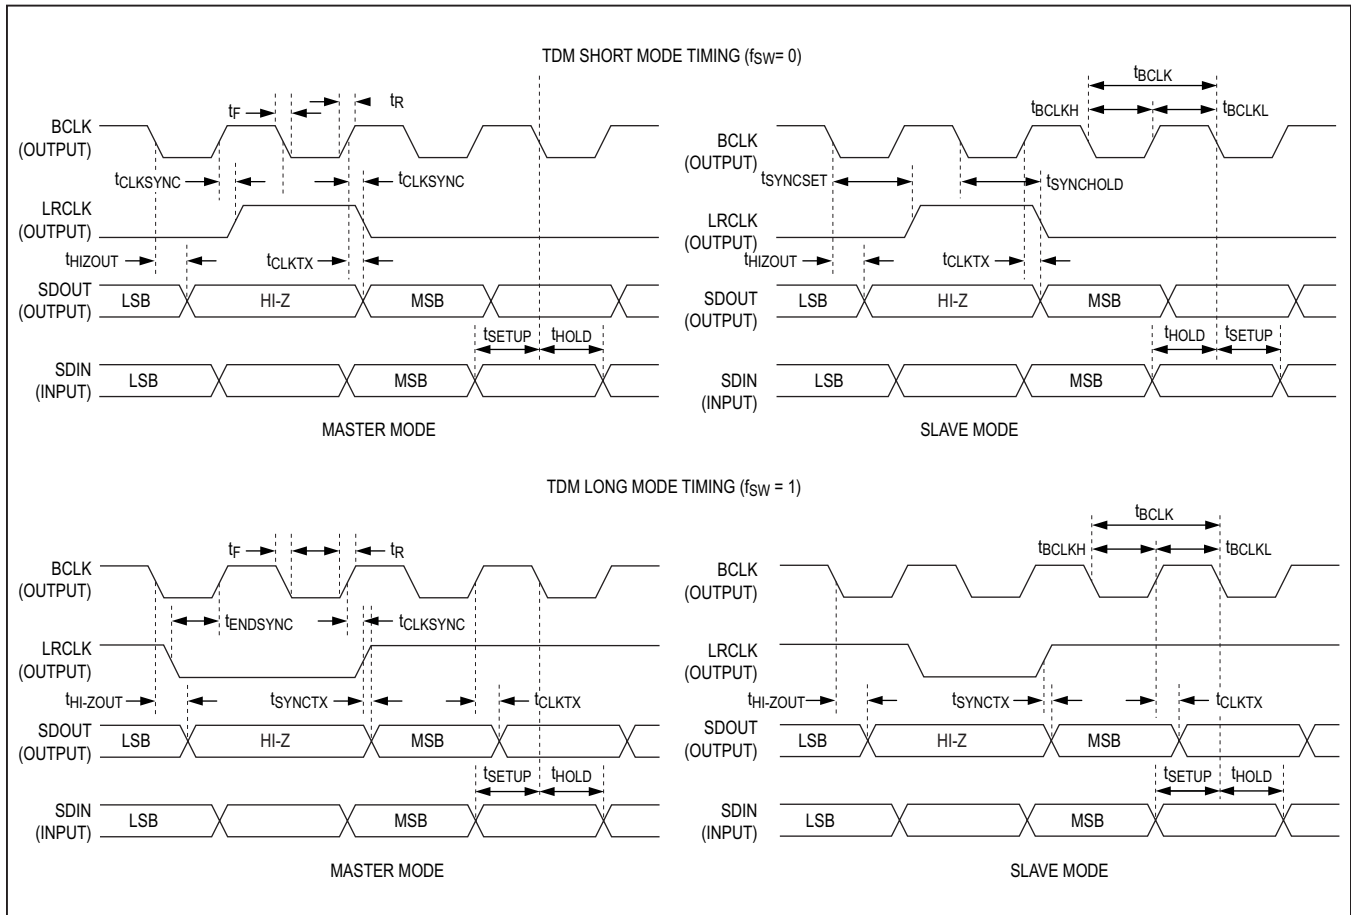 TDM SHORT MODE TIMING (fSW= 0)
tF
tR
BCLK
(OUTPUT)
tCLKSYNC
tCLKSYNC
LRCLK
(OUTPUT)
tHIZOUT
tCLKTX
SDOUT
(OUTPUT)
LSB
HI-Z
MSB
tSETUP
tHOLD
SDIN
(INPUT)
LSB
MSB
MASTER MODE
tBCLK
tBCLKH
tBCLKL
BCLK
(OUTPUT)
tSYNCSET
tSYNCHOLD
LRCLK
(OUTPUT)
tHIZOUT
tCLKTX
SDOUT
(OUTPUT)
LSB
HI-Z
MSB
tHOLD
tSETUP
SDIN
(INPUT)
LSB
MSB
SLAVE MODE
TDM LONG MODE TIMING (fSW = 1)
tF
tR
BCLK
(OUTPUT)
tENDSYNC
tCLKSYNC
LRCLK
(OUTPUT)
tHI-ZOUT
tSYNCTX
tCLKTX
SDOUT
(OUTPUT)
LSB
HI-Z
MSB
tSETUP
tHOLD
SDIN
(INPUT)
LSB
MSB
MASTER MODE
tBCLK
tBCLKH
tBCLKL
BCLK
(OUTPUT)
LRCLK
(OUTPUT)
tHI-ZOUT
tSYNCTX
tCLKTX
SDOUT
(OUTPUT)
LSB
HI-Z
MSB
tSETUP
tHOLD
SDIN
(INPUT)
LSB
MSB
SLAVE MODE